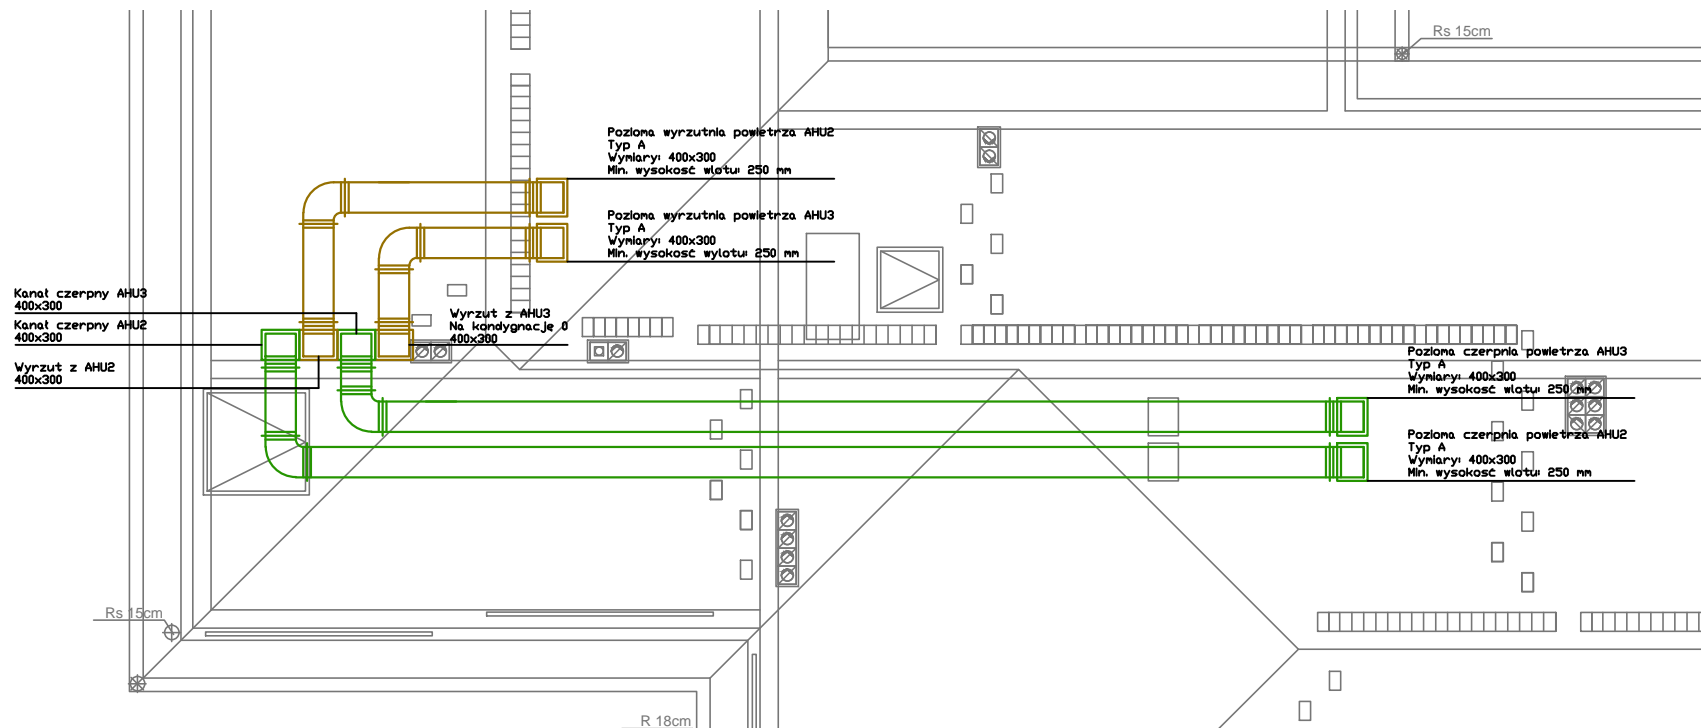 Rs 15cm
Pozioma wyrzutnia powietrza AHU2
Typ A
Wymiary: 400x300
Min. wysokość wlotu: 250 mm
Pozioma wyrzutnia powietrza AHU3
Typ A
Wymiary: 400x300
Min. wysokość wylotu: 250 mm
Kanał czerpny AHU3
400x300
Kanał czerpny AHU2
400x300
Wyrzut z AHU2
400x300
Wyrzut z AHU3
Na kondygnację 0
400x300
Pozioma czerpnia powietrza AHU3
Typ A
Wymiary: 400x300
Min. wysokość wlotu: 250 mm
Pozioma czerpnia powietrza AHU2
Typ A
Wymiary: 400x300
Min. wysokość wlotu: 250 mm
Rs 15cm
R 18cm